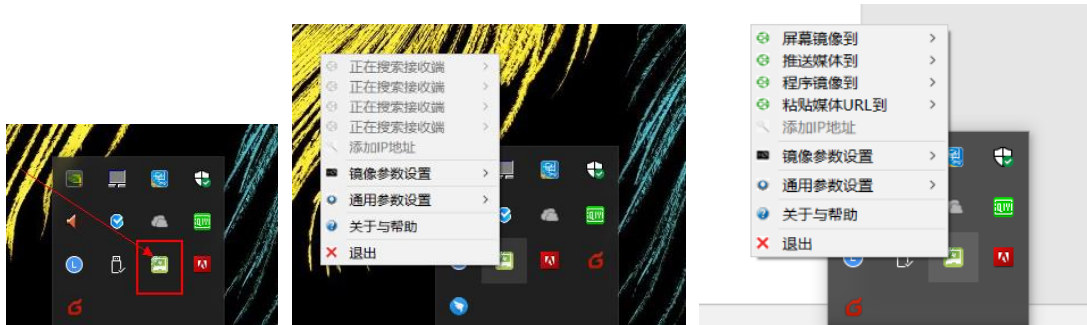 正在搜索接收端
正在搜索接收端
正在搜索接收端
正在搜索接收端
添加IP地址
镜像参数设置
通用参数设置
关于与帮助
退出
屏幕镜像到
推送媒体到
程序镜像到
粘贴媒体URL到
添加IP地址
镜像参数设置
通用参数设置
关于与帮助
退出